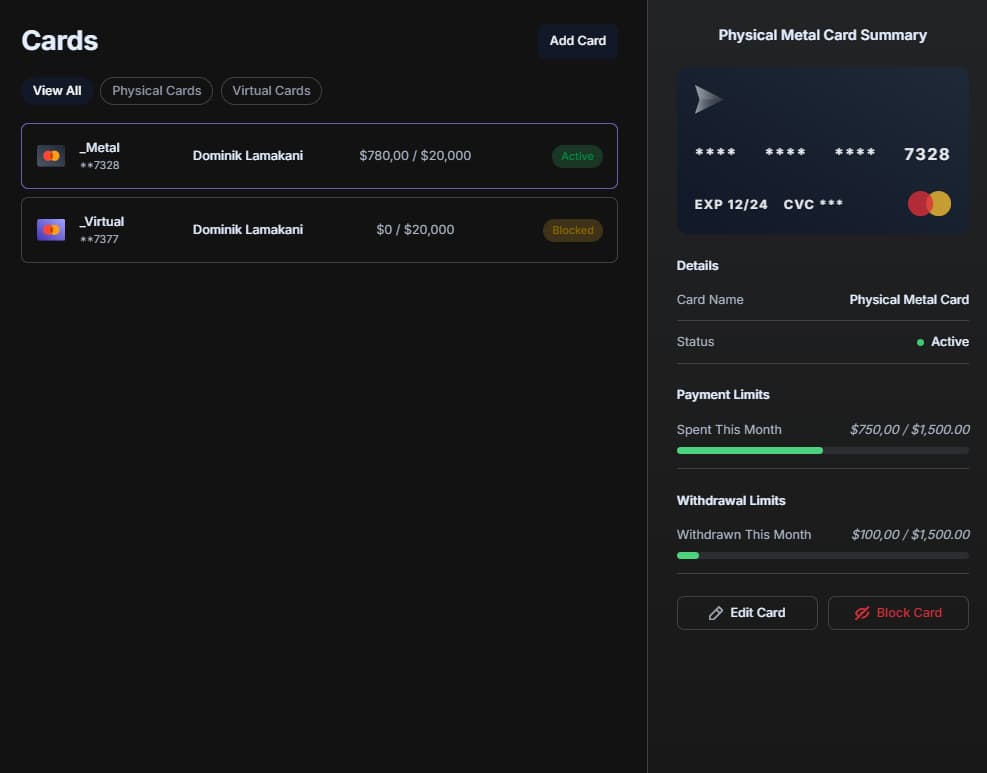 Cards
Add Card
View All
Physical Cards
Virtual Cards
_Metal
**7328
Dominik Lamakani
$780,00 / $20,000
Active
_Virtual
**7377
Dominik Lamakani
$0 / $20,000
Blocked
Physical Metal Card Summary
**** **** **** 7328
EXP 12/24 CVC ***
Details
Card Name Physical Metal Card
Status Active
Payment Limits
Spent This Month $750,00 / $1,500.00
Withdrawal Limits
Withdrawn This Month $100,00 / $1,500.00
Edit Card
Block Card